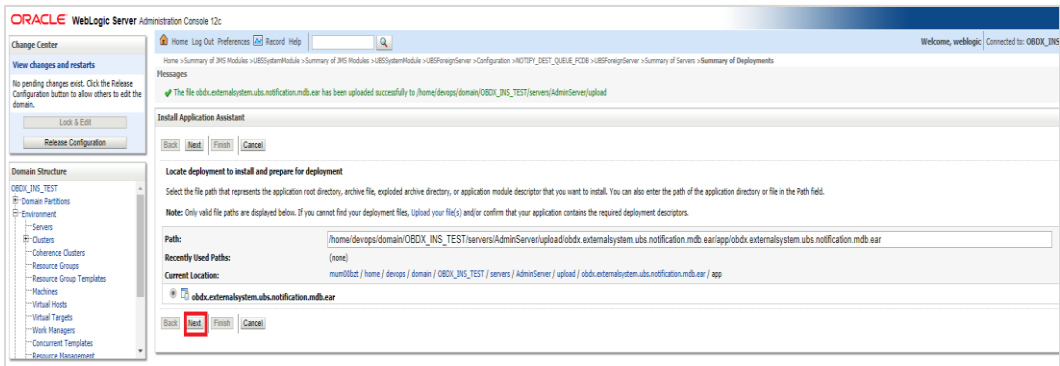 ORACLE WebLogic Server Administration Console 12c
Change Center
View changes and restarts
No pending changes exist. Click the Release
Configuration button to allow others to edit the
domain.
Lock & Edit
Release Configuration
Domain Structure
OBDX_INS_TEST
Domain Partitions
Environment
Servers
Clusters
Coherence Clusters
Resource Groups
Resource Group Templates
Machines
Virtual Hosts
Virtual Targets
Work Managers
Concurrent Templates
Resource Management
Home Log Out Preferences Record Help
Welcome, weblogic Connected to: OBDX_INS
Home >Summary of JMS Modules >UBSSystemModule >Summary of JMS Modules >UBSSystemModule >UBSForeignServer >Configuration >NOTIFY_DEST_QUEUE_FCDB >UBSForeignServer >Summary of Servers >Summary of Deployments
Messages
The file obdx.externalsystem.ubs.notification.mdb.ear has been uploaded successfully to /home/devops/domain/OBDX_INS_TEST/servers/AdminServer/upload
Install Application Assistant
Back Next Finish Cancel
Locate deployment to install and prepare for deployment
Select the file path that represents the application root directory, archive file, exploded archive directory, or application module descriptor that you want to install. You can also enter the path of the application directory or file in the Path field.
Note: Only valid file paths are displayed below. If you cannot find your deployment files, Upload your file(s) and/or confirm that your application contains the required deployment descriptors.
Path: /home/devops/domain/OBDX_INS_TEST/servers/AdminServer/upload/obdx.externalsystem.ubs.notification.mdb.ear/app/obdx.externalsystem.ubs.notification.mdb.ear
Recently Used Paths: (none)
Current Location: / home / devops / domain / OBDX_INS_TEST / servers / AdminServer / upload / obdx.externalsystem.ubs.notification.mdb.ear / app
obdx.externalsystem.ubs.notification.mdb.ear
Back Next Finish Cancel